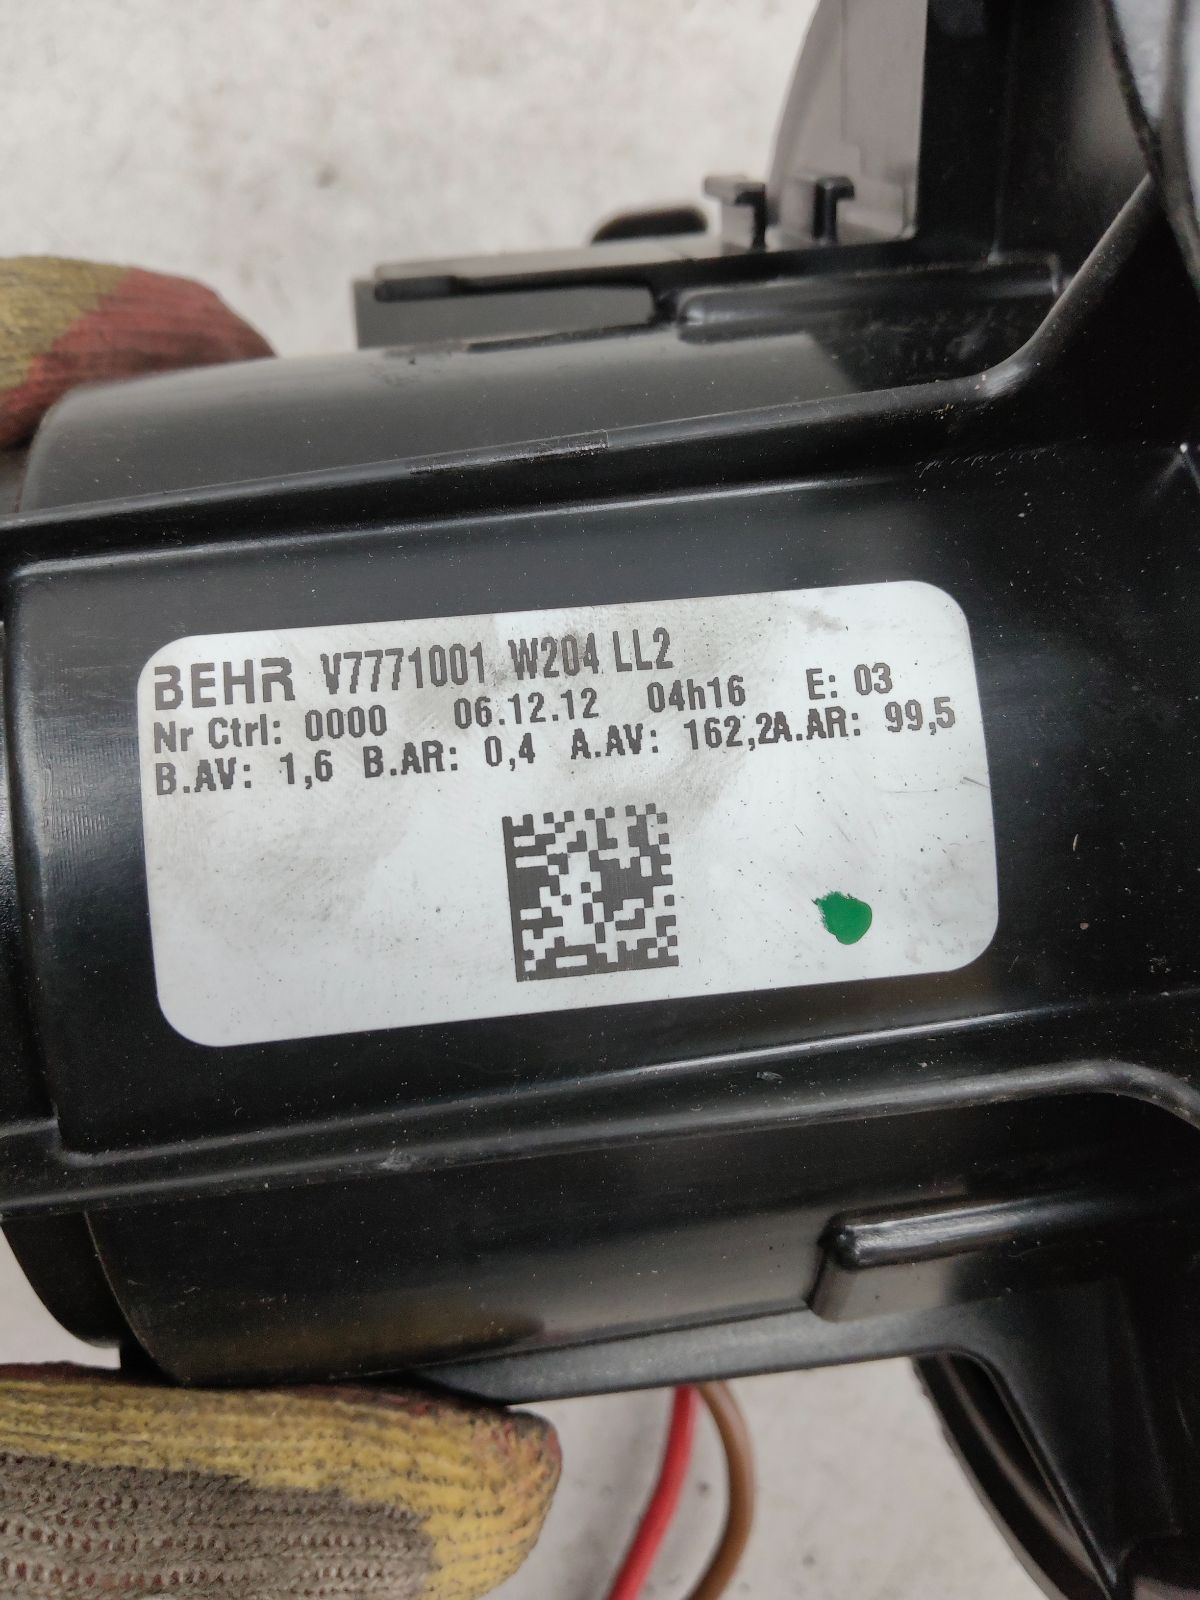 BEHR V7771001 W204 LL2
Nr Ctrl: 0000 06.12.12 04h16 E: 03
B.AV: 1,6 B.AR: 0,4 A.AV: 162,2A.AR: 99,5